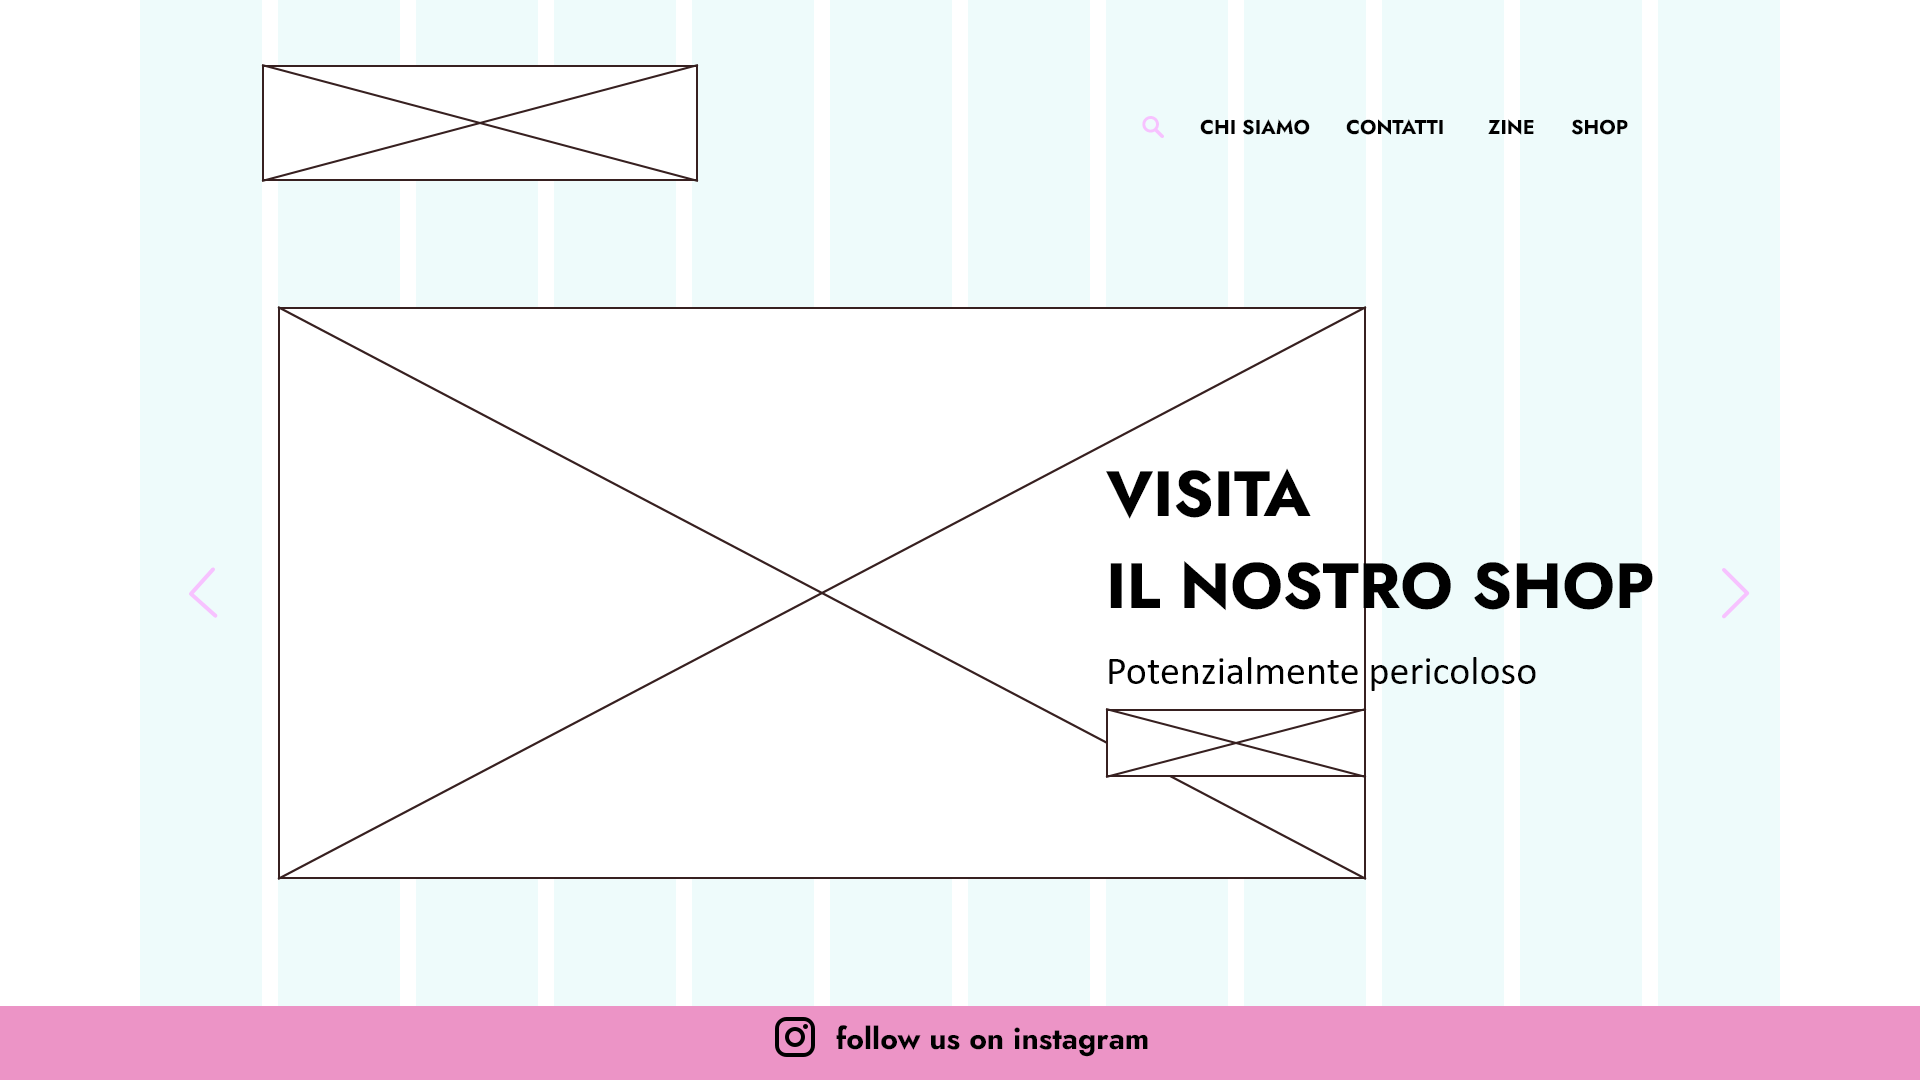 CHI SIAMO CONTATTI ZINE SHOP
VISITA
IL NOSTRO SHOP
Potenzialmente pericoloso
follow us on instagram